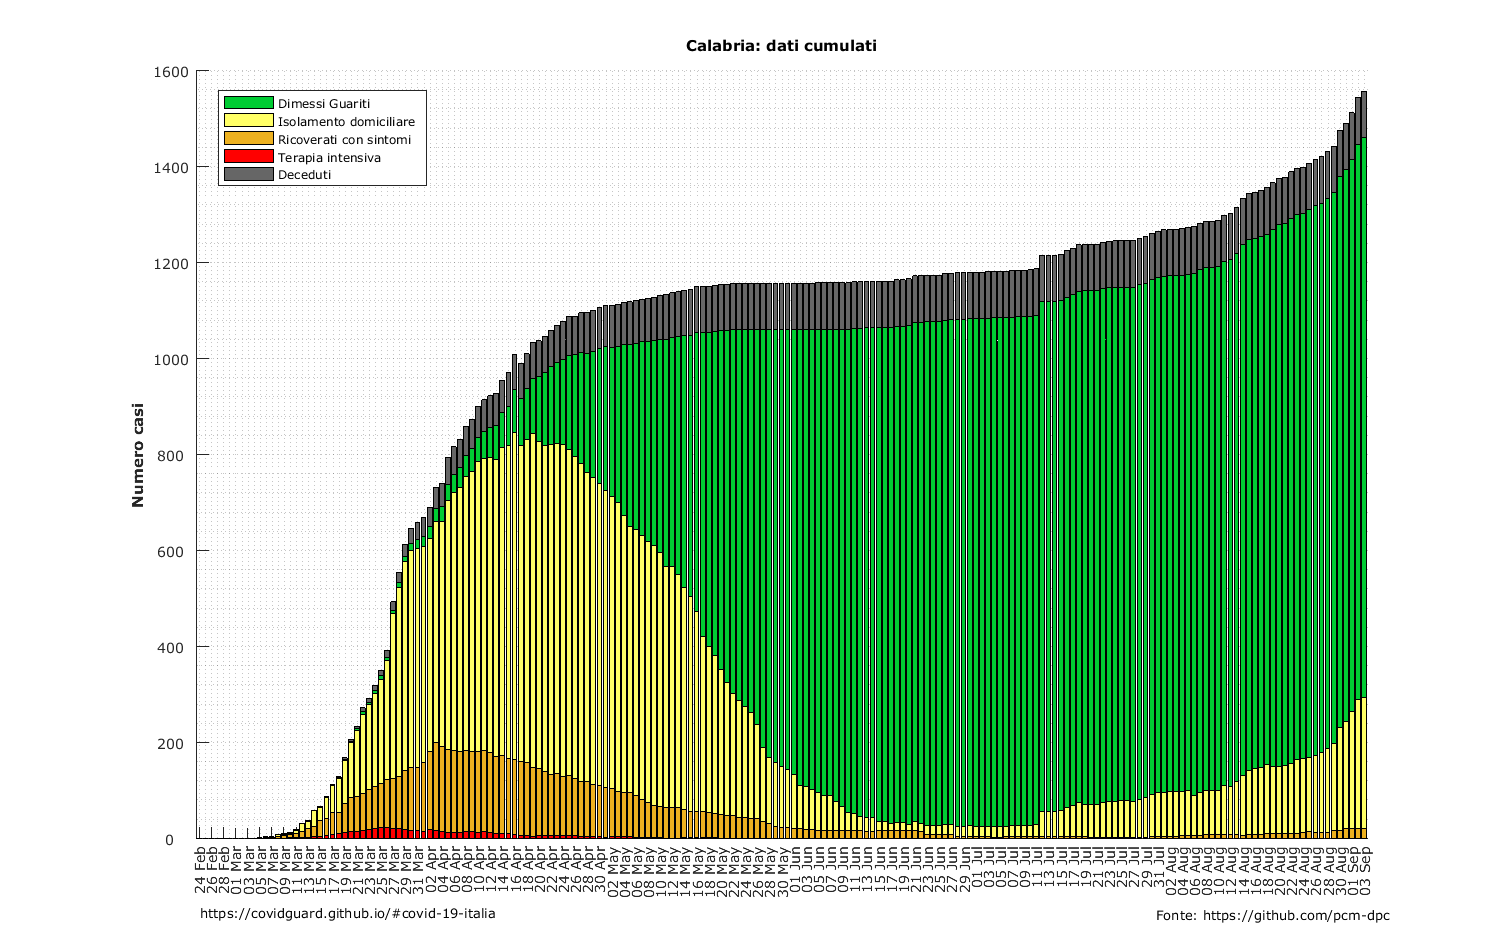 Calabria: dati cumulati
Numero casi
1600
1400
1200
1000
800
600
400
200
0
Dimessi Guariti
Isolamento domiciliare
Ricoverati con sintomi
Terapia intensiva
Deceduti
24 Feb
26 Feb
28 Feb
01 Mar
03 Mar
05 Mar
07 Mar
09 Mar
11 Mar
13 Mar
15 Mar
17 Mar
19 Mar
21 Mar
23 Mar
25 Mar
27 Mar
29 Mar
31 Mar
02 Apr
04 Apr
06 Apr
08 Apr
10 Apr
12 Apr
14 Apr
16 Apr
18 Apr
20 Apr
22 Apr
24 Apr
26 Apr
28 Apr
30 Apr
02 May
04 May
06 May
08 May
10 May
12 May
14 May
16 May
18 May
20 May
22 May
24 May
26 May
28 May
30 May
01 Jun
03 Jun
05 Jun
07 Jun
09 Jun
11 Jun
13 Jun
15 Jun
17 Jun
19 Jun
21 Jun
23 Jun
25 Jun
27 Jun
29 Jun
01 Jul
03 Jul
05 Jul
07 Jul
09 Jul
11 Jul
13 Jul
15 Jul
17 Jul
19 Jul
21 Jul
23 Jul
25 Jul
27 Jul
29 Jul
31 Jul
02 Aug
04 Aug
06 Aug
08 Aug
10 Aug
12 Aug
14 Aug
16 Aug
18 Aug
20 Aug
22 Aug
24 Aug
26 Aug
28 Aug
30 Aug
01 Sep
03 Sep
https://covidguard.github.io/#covid-19-italia
Fonte: https://github.com/pcm-dpc